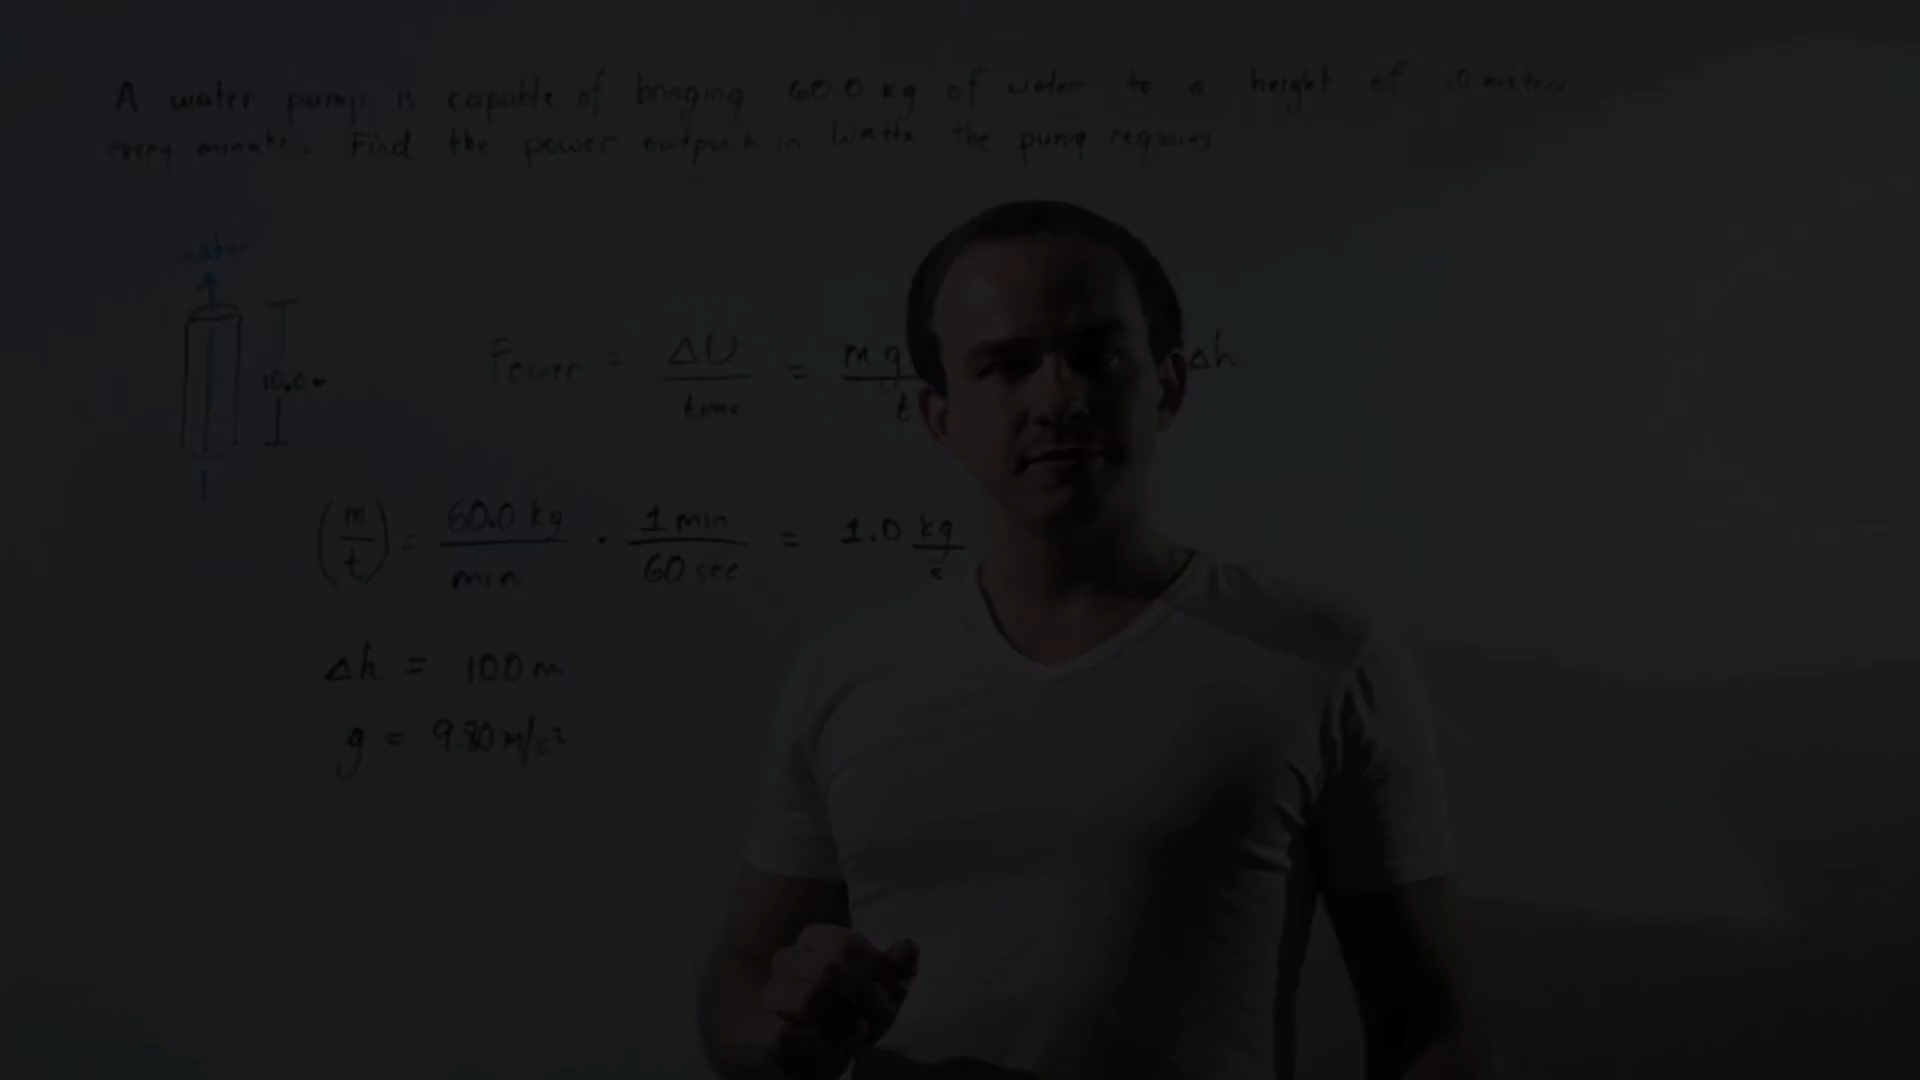 A water pump is capable of bringing 60.0 kg of water to a height of 10 meters
every minute. Find the power output in Watts the pump requires
water
10.0 m
Power = ΔU / time = m g / t Δh
(m/t) = 60.0 kg / min · 1 min / 60 sec = 1.0 kg / s
Δh = 10.0 m
g = 9.80 m/s²